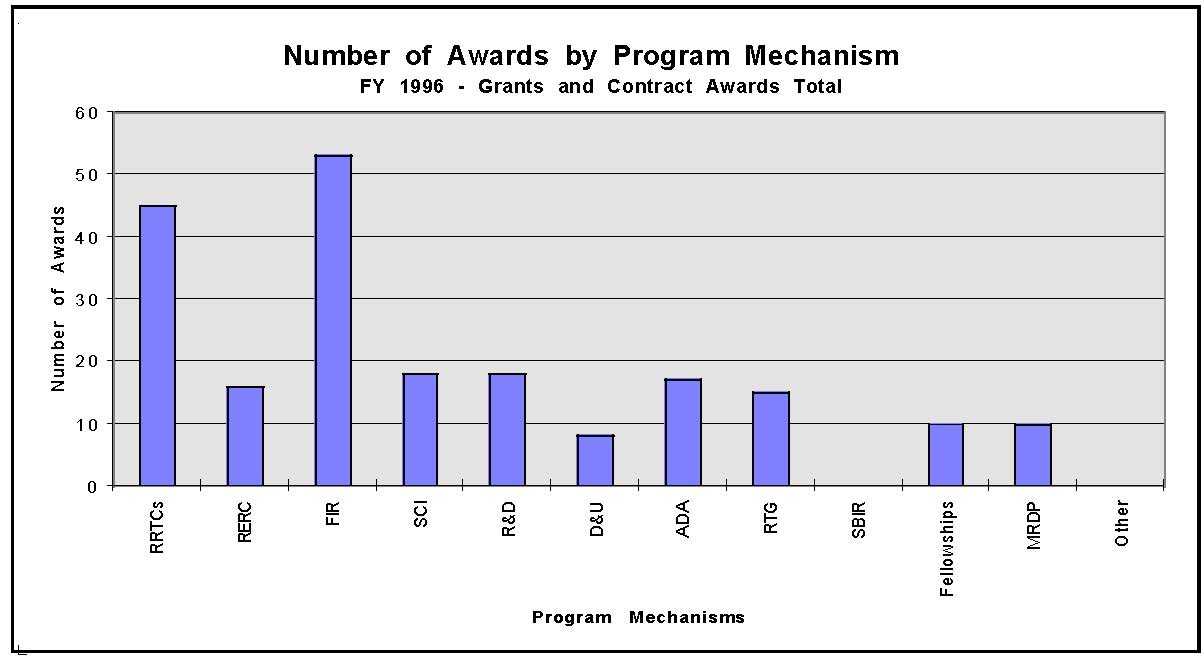 Number of Awards by Program Mechanism
FY 1996 - Grants and Contract Awards Total
60
50
40
30
20
10
0
Number of Awards
RRTCs
RERC
FIR
SCI
R&D
D&U
ADA
RTG
SBIR
Fellowships
MRDP
Other
Program Mechanisms